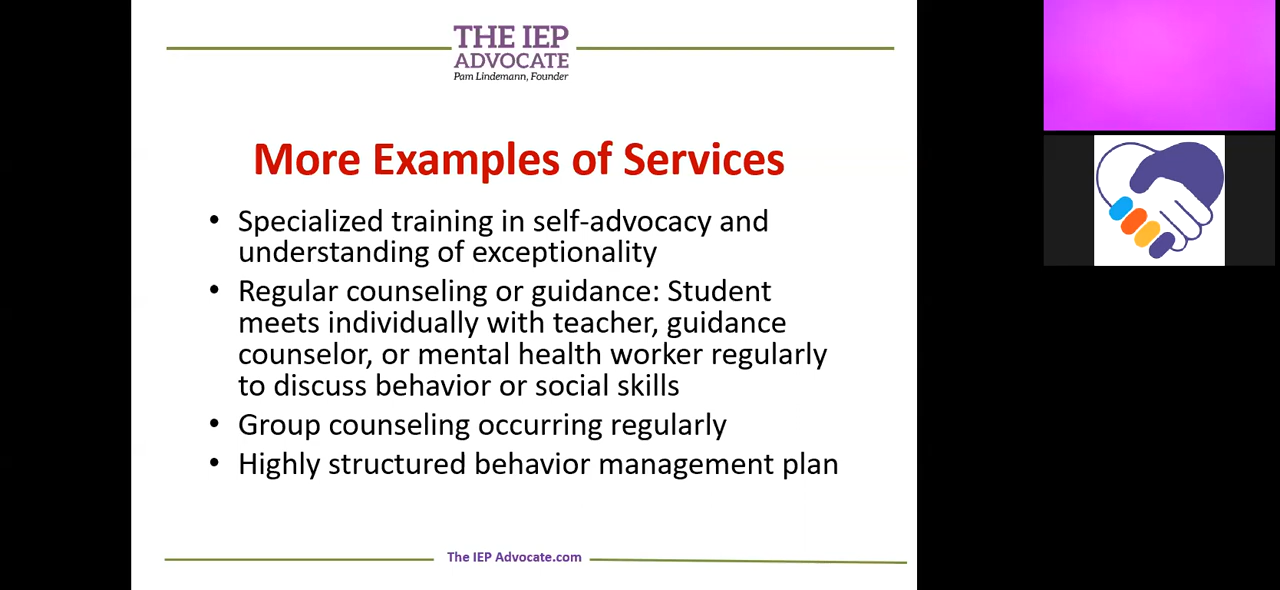 THE IEP
ADVOCATE
Pam Lindemann, Founder
More Examples of Services
• Specialized training in self-advocacy and
understanding of exceptionality
• Regular counseling or guidance: Student
meets individually with teacher, guidance
counselor, or mental health worker regularly
to discuss behavior or social skills
• Group counseling occurring regularly
• Highly structured behavior management plan
The IEP Advocate.com